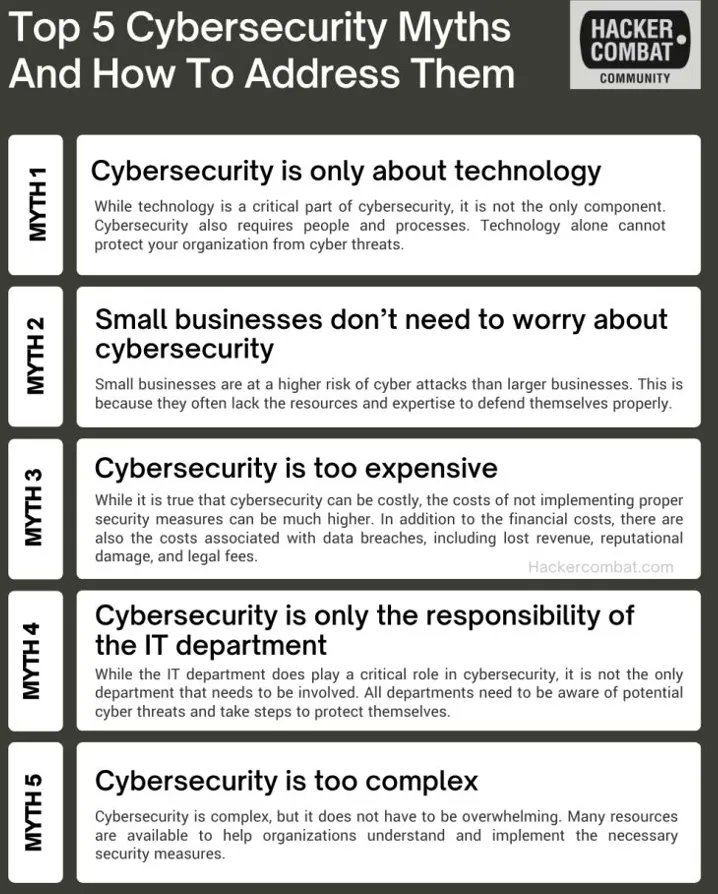 Top 5 Cybersecurity Myths
And How To Address Them
HACKER
COMBAT
COMMUNITY
MYTH 1
Cybersecurity is only about technology
While technology is a critical part of cybersecurity, it is not the only component.
Cybersecurity also requires people and processes. Technology alone cannot
protect your organization from cyber threats.
MYTH 2
Small businesses don’t need to worry about
cybersecurity
Small businesses are at a higher risk of cyber attacks than larger businesses. This is
because they often lack the resources and expertise to defend themselves properly.
MYTH 3
Cybersecurity is too expensive
While it is true that cybersecurity can be costly, the costs of not implementing proper
security measures can be much higher. In addition to the financial costs, there are
also the costs associated with data breaches, including lost revenue, reputational
damage, and legal fees.
Hackercombat.com
MYTH 4
Cybersecurity is only the responsibility of
the IT department
While the IT department does play a critical role in cybersecurity, it is not the only
department that needs to be involved. All departments need to be aware of potential
cyber threats and take steps to protect themselves.
MYTH 5
Cybersecurity is too complex
Cybersecurity is complex, but it does not have to be overwhelming. Many resources
are available to help organizations understand and implement the necessary
security measures.